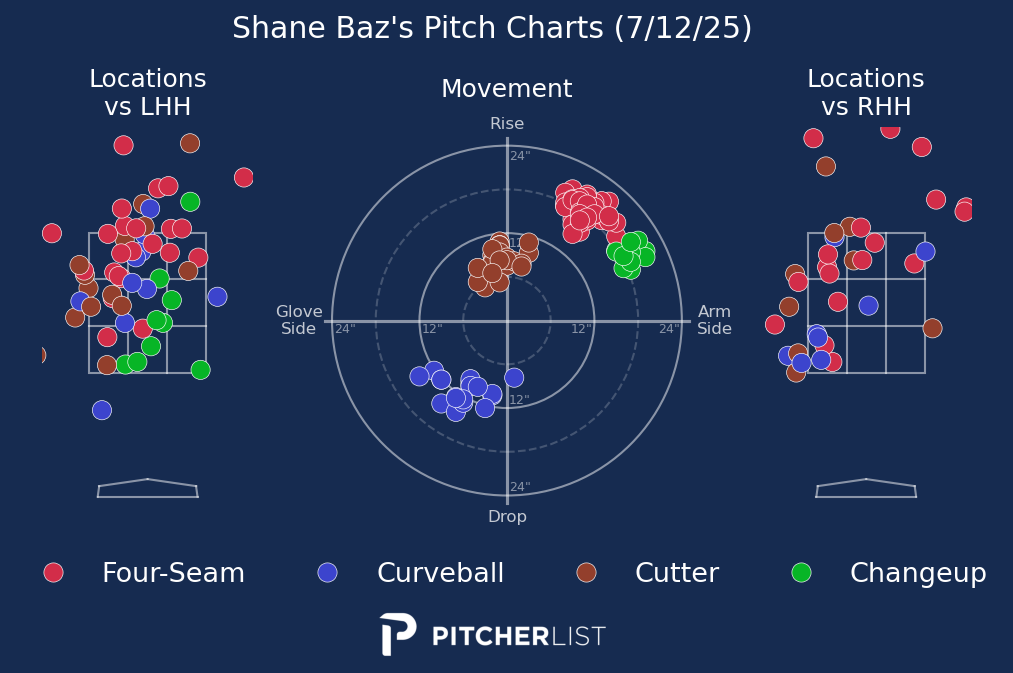 Shane Baz's Pitch Charts (7/12/25)
Locations
vs LHH
Movement
Locations
vs RHH
Rise
24"
Glove
Side
24"
12"
12"
24"
Arm
Side
12"
24"
Drop
Four-Seam
Curveball
Cutter
Changeup
PITCHERLIST